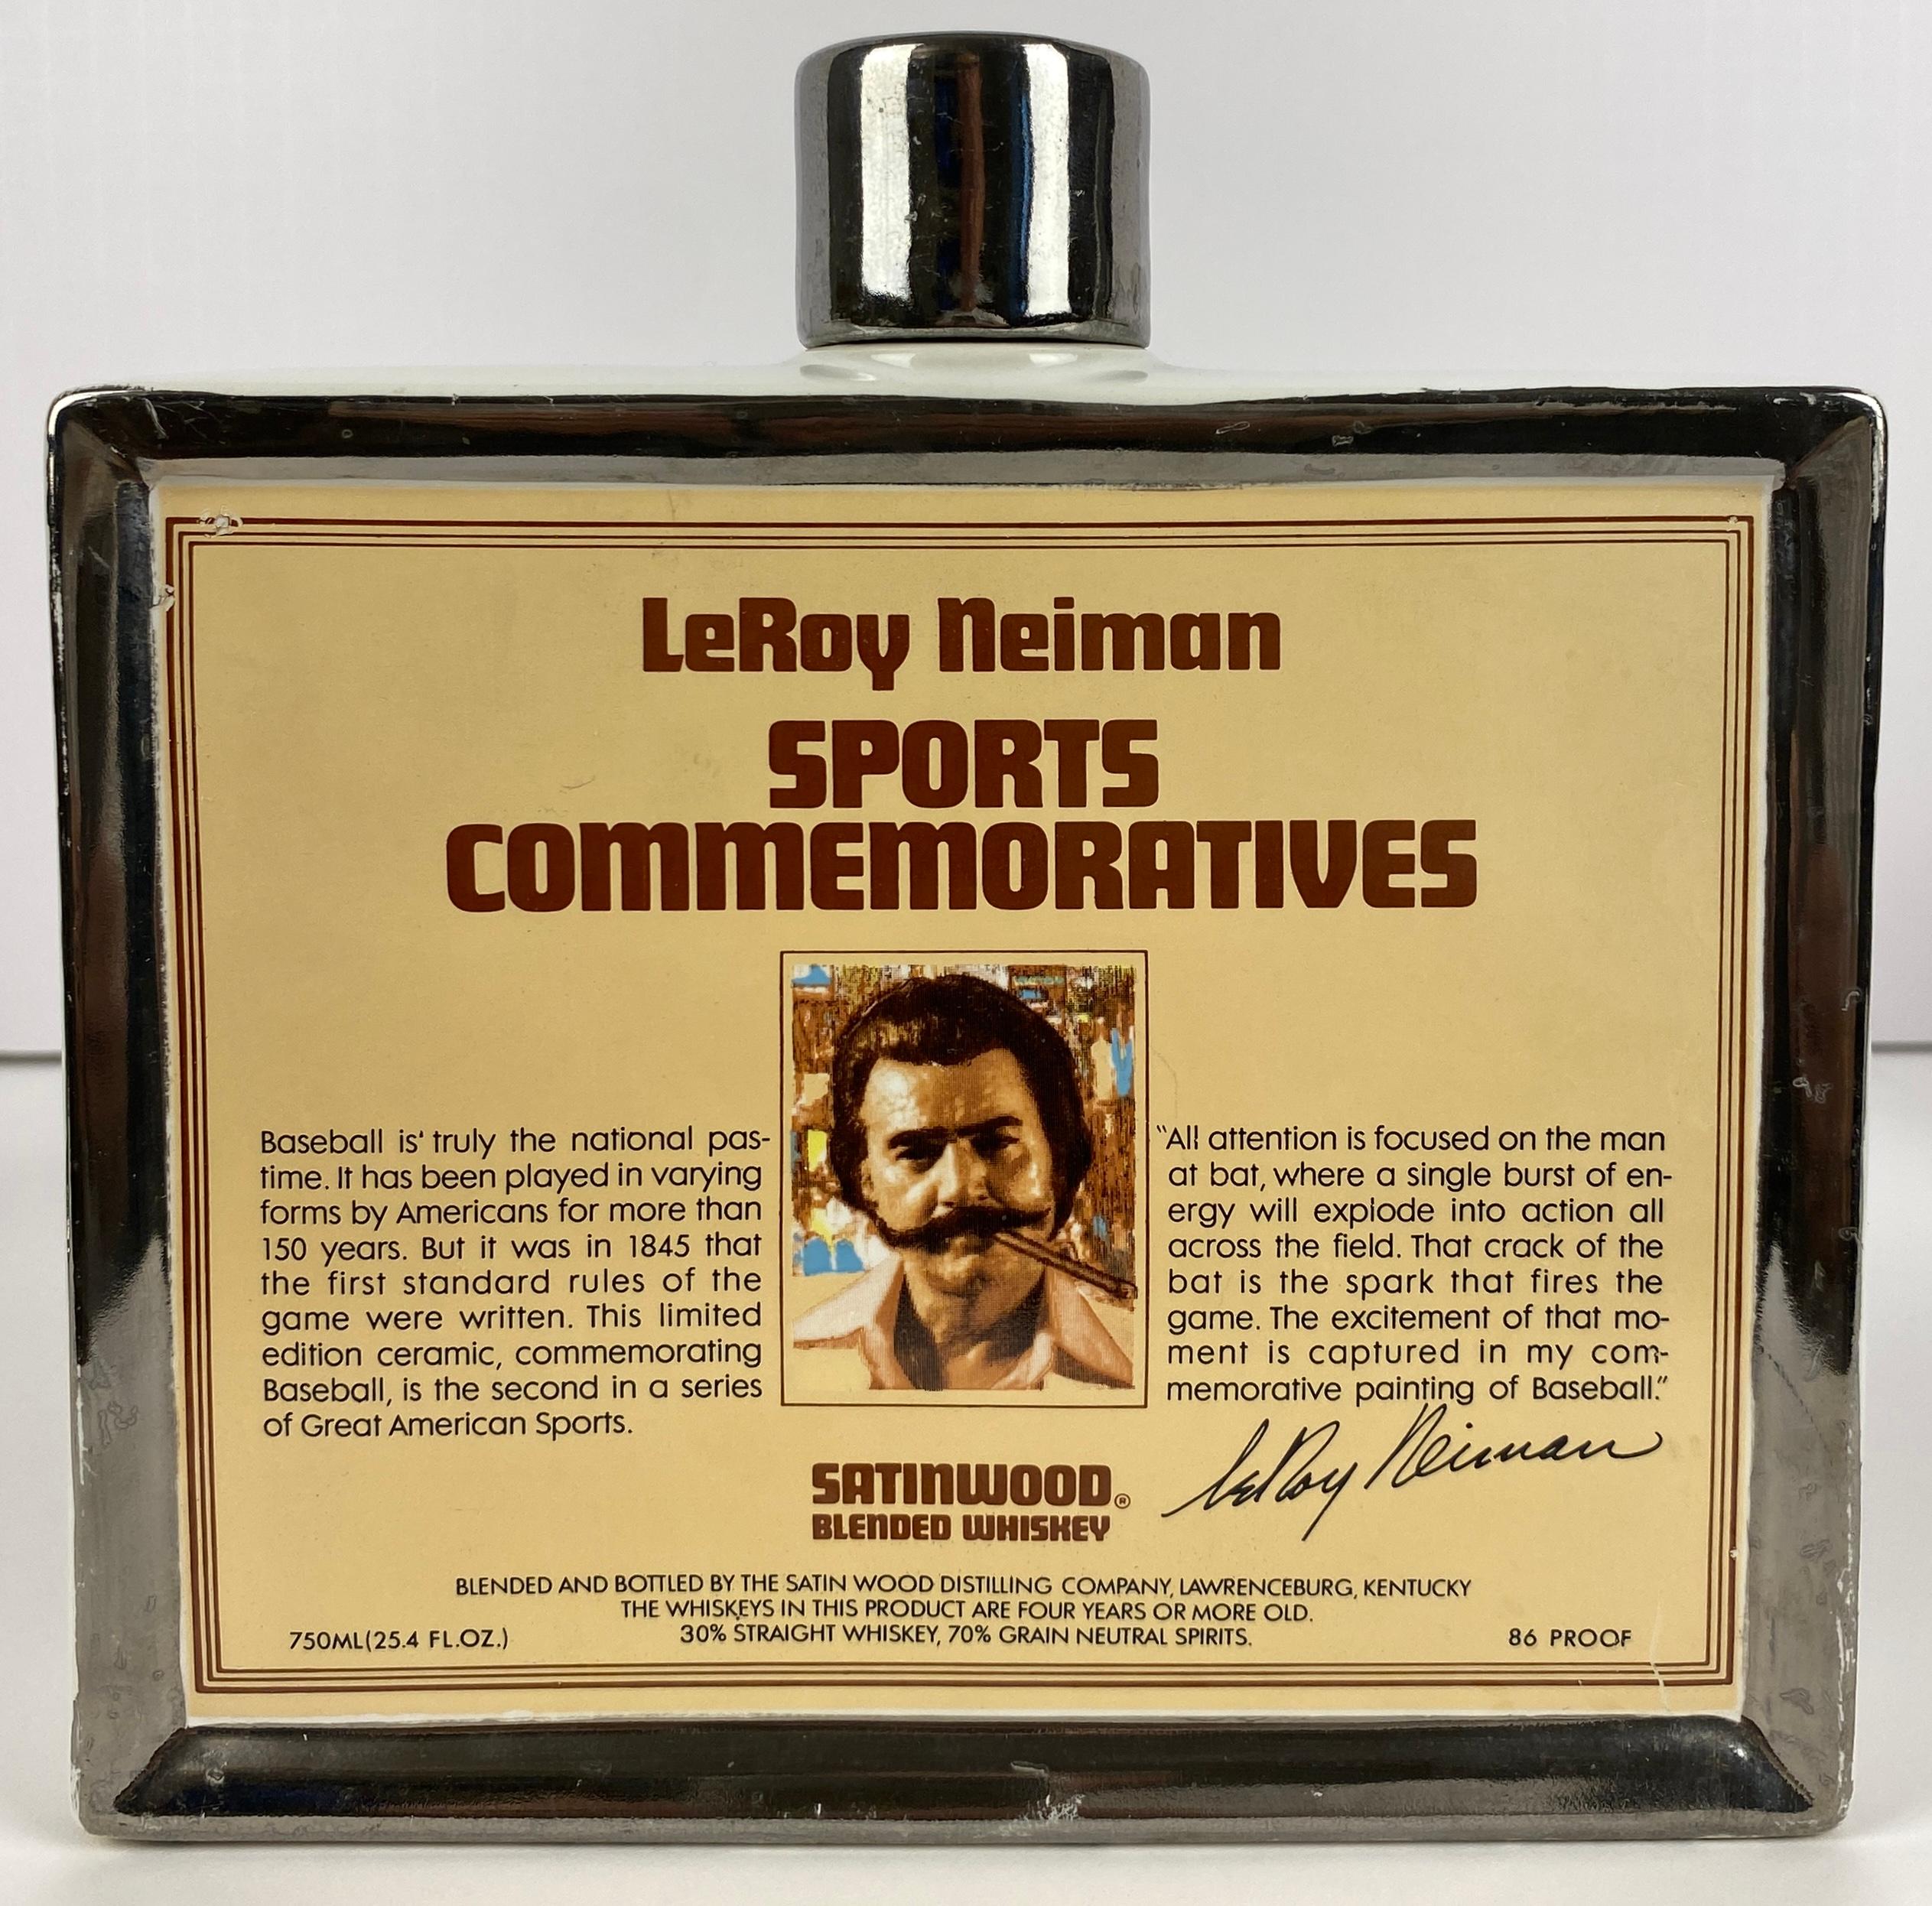 LeRoy Neiman
SPORTS
COMMEMORATIVES
Baseball is truly the national pas-
time. It has been played in varying
forms by Americans for more than
150 years. But it was in 1845 that
the first standard rules of the
game were written. This limited
edition ceramic, commemorating
Baseball, is the second in a series
of Great American Sports.
"All attention is focused on the man
at bat, where a single burst of en-
ergy will explode into action all
across the field. That crack of the
bat is the spark that fires the
game. The excitement of that mo-
ment is captured in my com-
memorative painting of Baseball."
LeRoy Neiman
SATINWOOD®
BLENDED WHISKEY
BLENDED AND BOTTLED BY THE SATIN WOOD DISTILLING COMPANY, LAWRENCEBURG, KENTUCKY
THE WHISKEYS IN THIS PRODUCT ARE FOUR YEARS OR MORE OLD.
750ML(25.4 FL.OZ.) 30% STRAIGHT WHISKEY, 70% GRAIN NEUTRAL SPIRITS. 86 PROOF